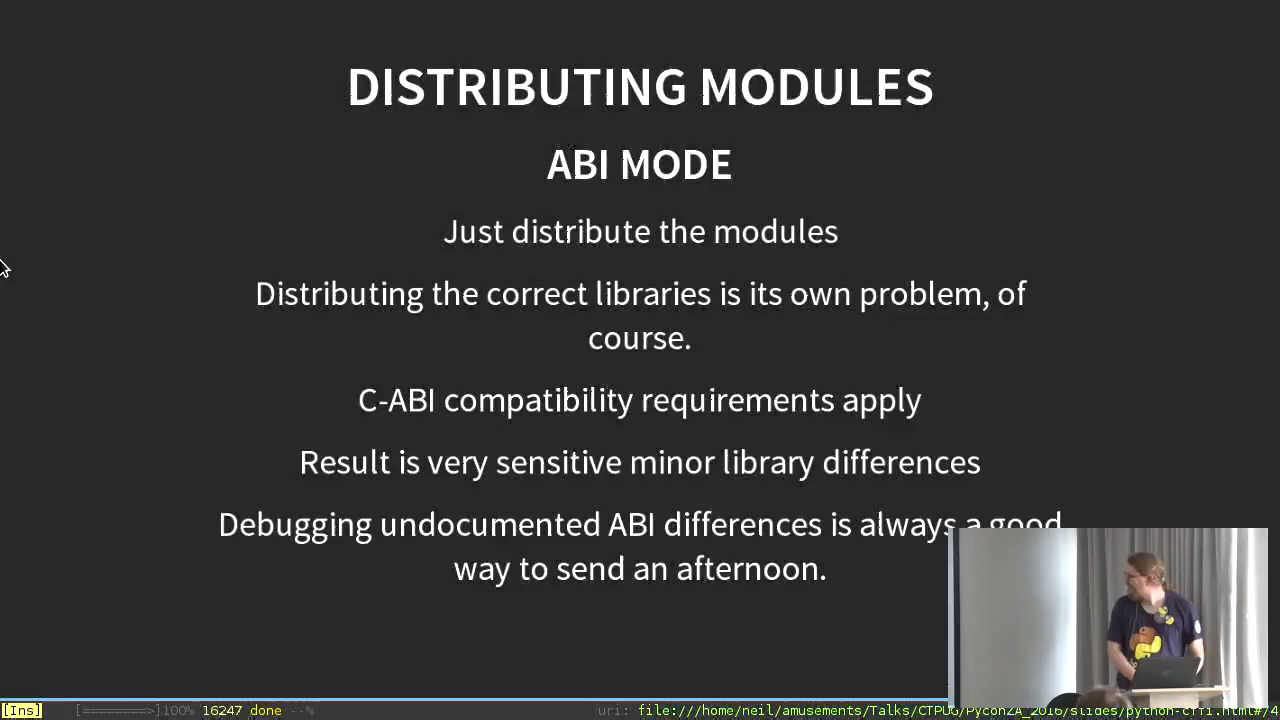 DISTRIBUTING MODULES
ABI MODE
Just distribute the modules
Distributing the correct libraries is its own problem, of
course.
C-ABI compatibility requirements apply
Result is very sensitive minor library differences
Debugging undocumented ABI differences is always a good
way to send an afternoon.
[Ins] [========>]100% 16247 done --% uri: file:///home/neil/amusements/Talks/CTPUG/PyconZA_2016/slides/python-cffi.html#/4